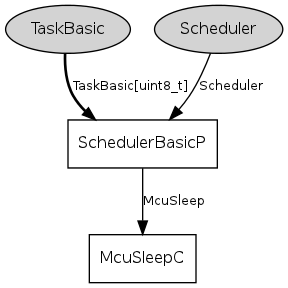 TaskBasic
Scheduler
TaskBasic[uint8_t]
Scheduler
SchedulerBasicP
McuSleep
McuSleepC